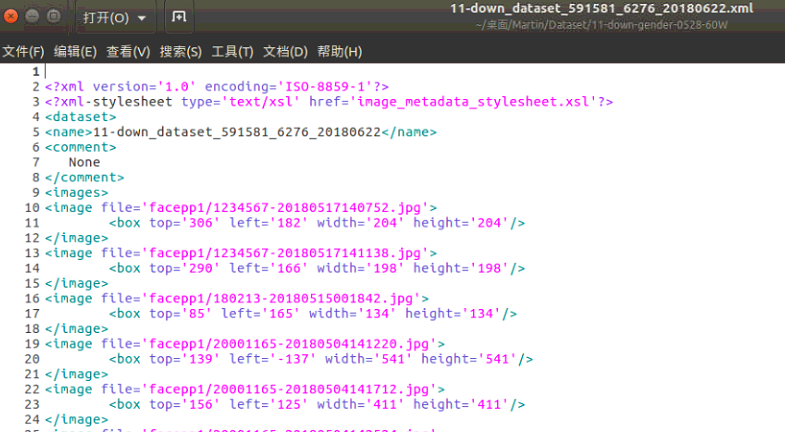 11-down_dataset_591581_6276_20180622.xml
打开(O)
~/桌面/Martin/Dataset/11-down-gender-0528-60W
文件(F) 编辑(E) 查看(V) 搜索(S) 工具(T) 文档(D) 帮助(H)
1
2 <?xml version='1.0' encoding='ISO-8859-1'?>
3 <?xml-stylesheet type='text/xsl' href='image_metadata_stylesheet.xsl'?>
4 <dataset>
5 <name>11-down_dataset_591581_6276_20180622</name>
6 <comment>
7    None
8 </comment>
9 <images>
10 <image file='facepp1/1234567-20180517140752.jpg'>
11         <box top='306' left='182' width='204' height='204'/>
12 </image>
13 <image file='facepp1/1234567-20180517141138.jpg'>
14         <box top='290' left='166' width='198' height='198'/>
15 </image>
16 <image file='facepp1/180213-20180515001842.jpg'>
17         <box top='85' left='165' width='134' height='134'/>
18 </image>
19 <image file='facepp1/20001165-20180504141220.jpg'>
20         <box top='139' left='-137' width='541' height='541'/>
21 </image>
22 <image file='facepp1/20001165-20180504141712.jpg'>
23         <box top='156' left='125' width='411' height='411'/>
24 </image>